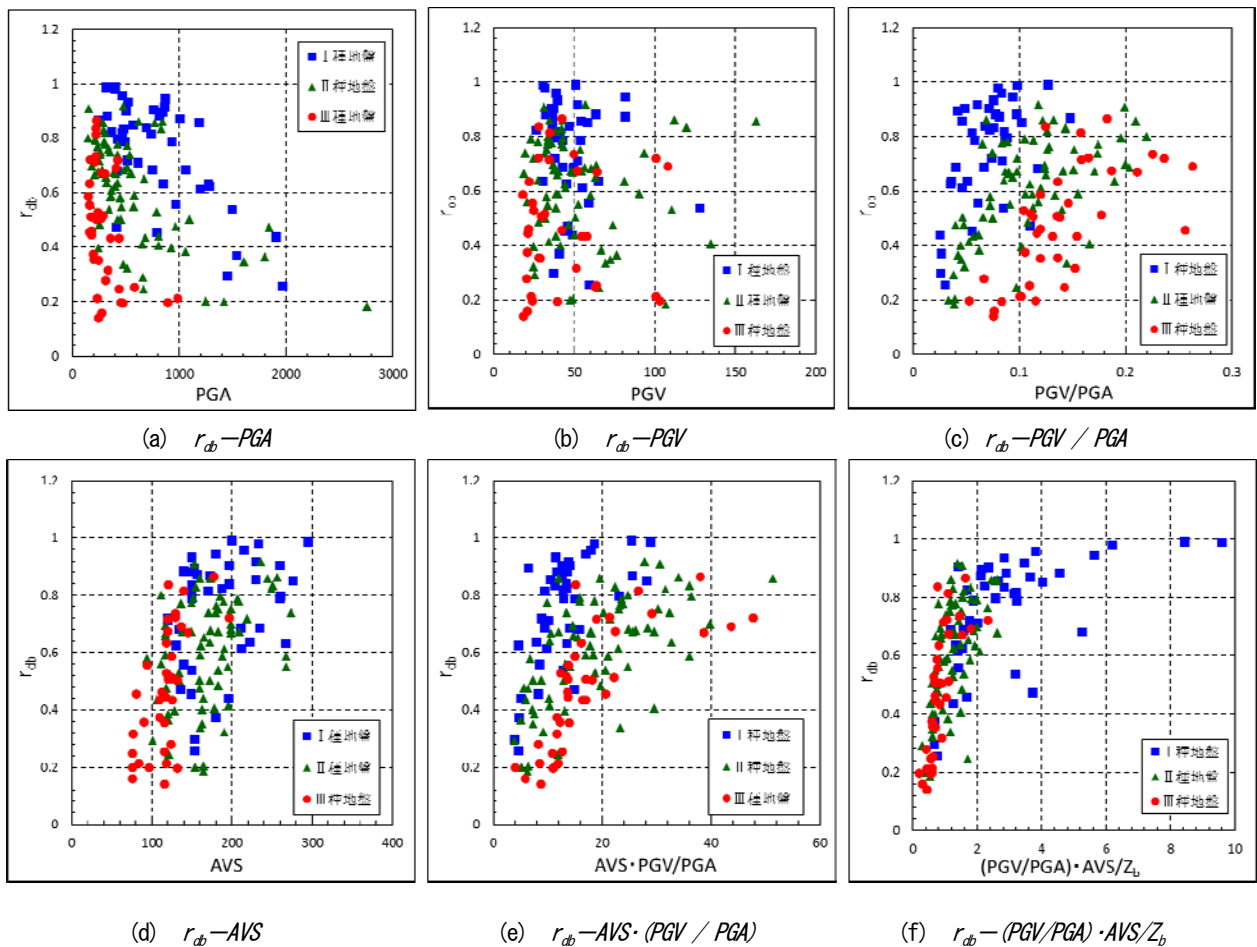 1.2
1
0.8
0.6
0.4
0.2
0
r_db
0 1000 2000 3000
PGA
Ⅰ種地盤
Ⅱ種地盤
Ⅲ種地盤
(a) r_db—PGA
1.2
1
0.8
0.6
0.4
0.2
0
0 50 100 150 200
PGV
Ⅰ種地盤
Ⅱ種地盤
Ⅲ種地盤
(b) r_db—PGV
1.2
1
0.8
0.6
0.4
0.2
0
0 0.1 0.2 0.3
PGV/PGA
Ⅰ種地盤
Ⅱ種地盤
Ⅲ種地盤
(c) r_db—PGV / PGA
1.2
1
0.8
0.6
0.4
0.2
0
r_db
0 100 200 300 400
AVS
Ⅰ種地盤
Ⅱ種地盤
Ⅲ種地盤
(d) r_db—AVS
1.2
1
0.8
0.6
0.4
0.2
0
r_db
0 20 40 60
AVS・PGV/PGA
Ⅰ種地盤
Ⅱ種地盤
Ⅲ種地盤
(e) r_db—AVS・(PGV / PGA)
1.2
1
0.8
0.6
0.4
0.2
0
r_db
0 2 4 6 8 10
(PGV/PGA)・AVS/Z_b
Ⅰ種地盤
Ⅱ種地盤
Ⅲ種地盤
(f) r_db—(PGV/PGA)・AVS/Z_b